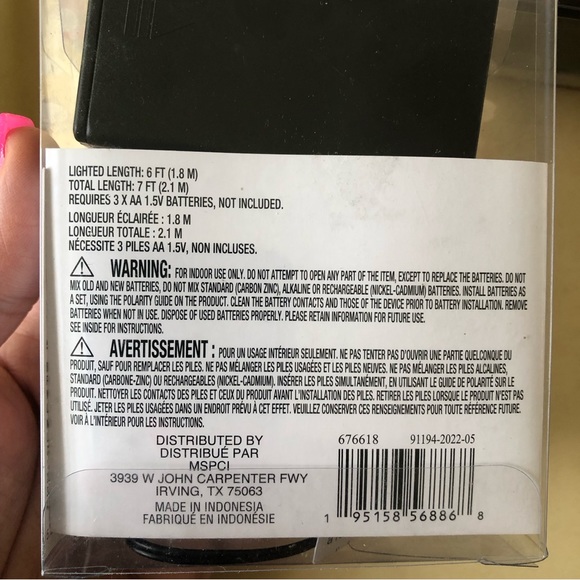 LIGHTED LENGTH: 6 FT (1.8 M)
TOTAL LENGTH: 7 FT (2.1 M)
REQUIRES 3 X AA 1.5V BATTERIES, NOT INCLUDED.
LONGUEUR ÉCLAIRÉE : 1.8 M
LONGUEUR TOTALE : 2.1 M
NÉCESSITE 3 PILES AA 1.5V, NON INCLUSES.
WARNING: FOR INDOOR USE ONLY. DO NOT ATTEMPT TO OPEN ANY PART OF THE ITEM, EXCEPT TO REPLACE THE BATTERIES. DO NOT
MIX OLD AND NEW BATTERIES, DO NOT MIX STANDARD (CARBON ZINC), ALKALINE OR RECHARGEABLE (NICKEL-CADMIUM) BATTERIES. INSTALL BATTERIES AS
A SET, USING THE POLARITY GUIDE ON THE PRODUCT. CLEAN THE BATTERY CONTACTS AND THOSE OF THE DEVICE PRIOR TO BATTERY INSTALLATION. REMOVE
BATTERIES WHEN NOT IN USE. DISPOSE OF USED BATTERIES PROPERLY. PLEASE RETAIN INFORMATION FOR FUTURE USE.
SEE INSIDE FOR INSTRUCTIONS.
AVERTISSEMENT : POUR UN USAGE INTÉRIEUR SEULEMENT. NE PAS TENTER PAS D'OUVRIR UNE PARTIE QUELCONQUE DU
PRODUIT, SAUF POUR REMPLACER LES PILES. NE PAS MÉLANGER LES PILES USAGÉES ET LES PILES NEUVES. NE PAS MÉLANGER LES PILES ALCALINES,
STANDARD (CARBONE-ZINC) OU RECHARGEABLES (NICKEL-CADMIUM). INSÉRER LES PILES SIMULTANÉMENT, EN UTILISANT LE GUIDE DE POLARITÉ SUR LE
PRODUIT. NETTOYER LES CONTACTS DES PILES ET CEUX DU PRODUIT AVANT L'INSTALLATION DES PILES. RETIRER LES PILES LORSQUE LE PRODUIT N'EST PAS
UTILISÉ. JETER LES PILES USAGÉES DANS UN ENDROIT PRÉVU À CET EFFET. VEUILLEZ CONSERVER CES RENSEIGNEMENTS POUR TOUTE RÉFÉRENCE FUTURE.
VOIR À L'INTÉRIEUR POUR LES INSTRUCTIONS.
DISTRIBUTED BY
DISTRIBUÉ PAR
MSPCI
3939 W JOHN CARPENTER FWY
IRVING, TX 75063
MADE IN INDONESIA
FABRIQUÉ EN INDONÉSIE
676618 91194-2022-05
1 95158 56886 8